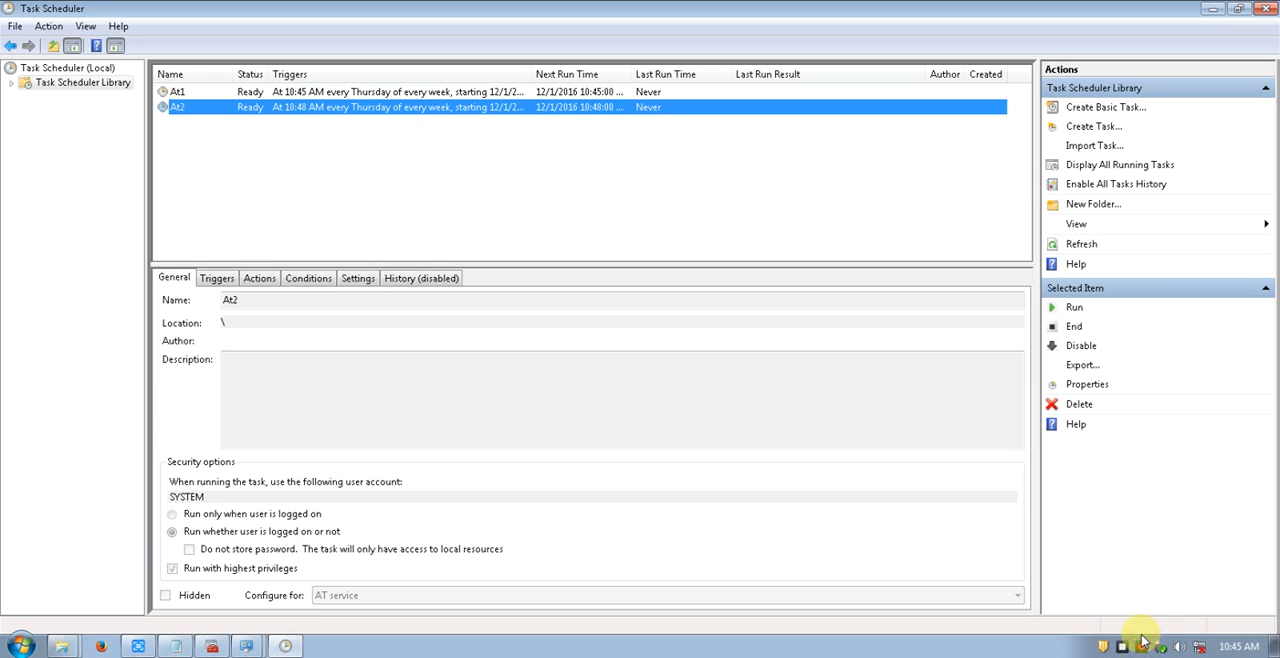 Task Scheduler
File Action View Help
Task Scheduler (Local)
Task Scheduler Library
Name Status Triggers Next Run Time Last Run Time Last Run Result Author Created
At1 Ready At 10:45 AM every Thursday of every week, starting 12/1/2... 12/1/2016 10:45:00 ... Never
At2 Ready At 10:48 AM every Thursday of every week, starting 12/1/2... 12/1/2016 10:48:00 ... Never
General Triggers Actions Conditions Settings History (disabled)
Name: At2
Location: \
Author:
Description:
Security options
When running the task, use the following user account:
SYSTEM
Run only when user is logged on
Run whether user is logged on or not
Do not store password. The task will only have access to local resources
Run with highest privileges
Hidden Configure for: AT service
Actions
Task Scheduler Library
Create Basic Task...
Create Task...
Import Task...
Display All Running Tasks
Enable All Tasks History
New Folder...
View
Refresh
Help
Selected Item
Run
End
Disable
Export...
Properties
Delete
Help
10:45 AM